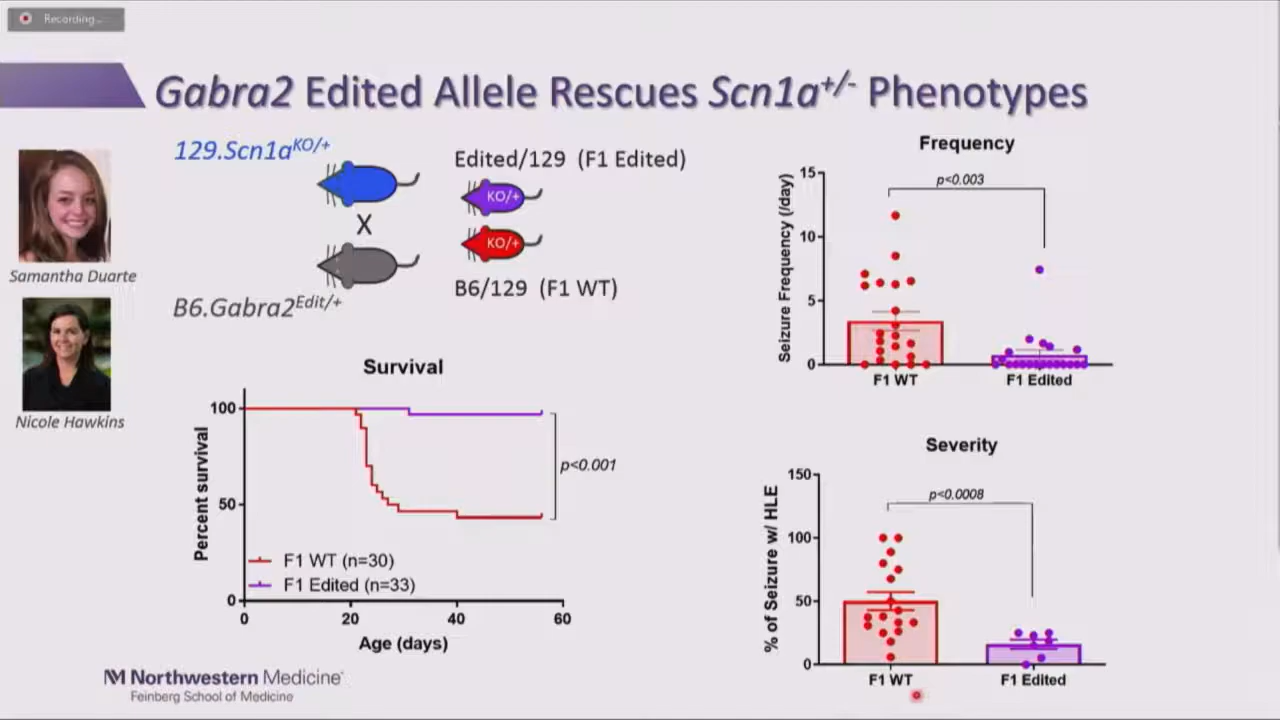 Recording...
Gabra2 Edited Allele Rescues Scn1a+/- Phenotypes
129.Scn1aKO/+
X
B6.Gabra2Edit/+
Edited/129 (F1 Edited)
KO/+
KO/+
B6/129 (F1 WT)
Samantha Duarte
Nicole Hawkins
Survival
Percent survival
100
50
0
p<0.001
F1 WT (n=30)
F1 Edited (n=33)
0 20 40 60
Age (days)
Frequency
Seizure Frequency (/day)
15
10
5
0
p<0.003
F1 WT F1 Edited
Severity
% of Seizure w/ HLE
150
100
50
0
p<0.0008
F1 WT F1 Edited
M Northwestern Medicine
Feinberg School of Medicine